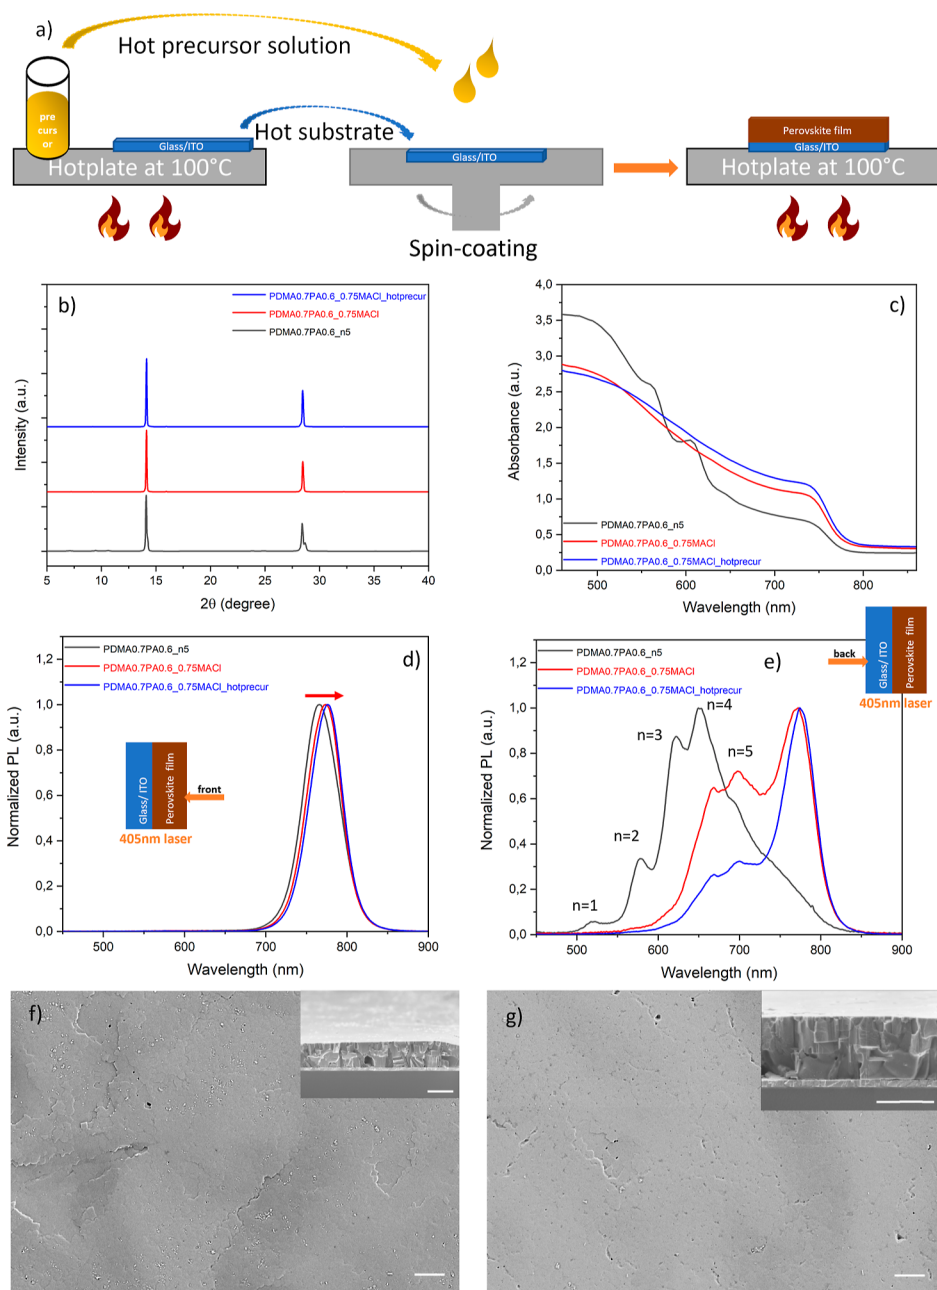 a)
Hot precursor solution
pre
curs
or
Glass/ITO
Hotplate at 100°C
Hot substrate
Glass/ITO
Spin-coating
Perovskite film
Glass/ITO
Hotplate at 100°C
b)
PDMA0.7PA0.6_0.75MACl_hotprecur
PDMA0.7PA0.6_0.75MACl
PDMA0.7PA0.6_n5
Intensity (a.u.)
5 10 15 20 25 30 35 40
2θ (degree)
c)
4,0
3,5
3,0
2,5
2,0
1,5
1,0
0,5
0,0
Absorbance (a.u.)
PDMA0.7PA0.6_n5
PDMA0.7PA0.6_0.75MACl
PDMA0.7PA0.6_0.75MACl_hotprecur
500 600 700 800
Wavelength (nm)
d)
PDMA0.7PA0.6_n5
PDMA0.7PA0.6_0.75MACl
PDMA0.7PA0.6_0.75MACl_hotprecur
1,2
1,0
0,8
0,6
0,4
0,2
0,0
Normalized PL (a.u.)
Glass/ ITO
Perovskite film
front
405nm laser
500 600 700 800 900
Wavelength (nm)
e)
PDMA0.7PA0.6_n5
PDMA0.7PA0.6_0.75MACl
PDMA0.7PA0.6_0.75MACl_hotprecur
back
Glass/ ITO
Perovskite film
405nm laser
1,2
1,0
0,8
0,6
0,4
0,2
0,0
Normalized PL (a.u.)
n=1
n=2
n=3
n=4
n=5
500 600 700 800 900
Wavelength (nm)
f)
g)